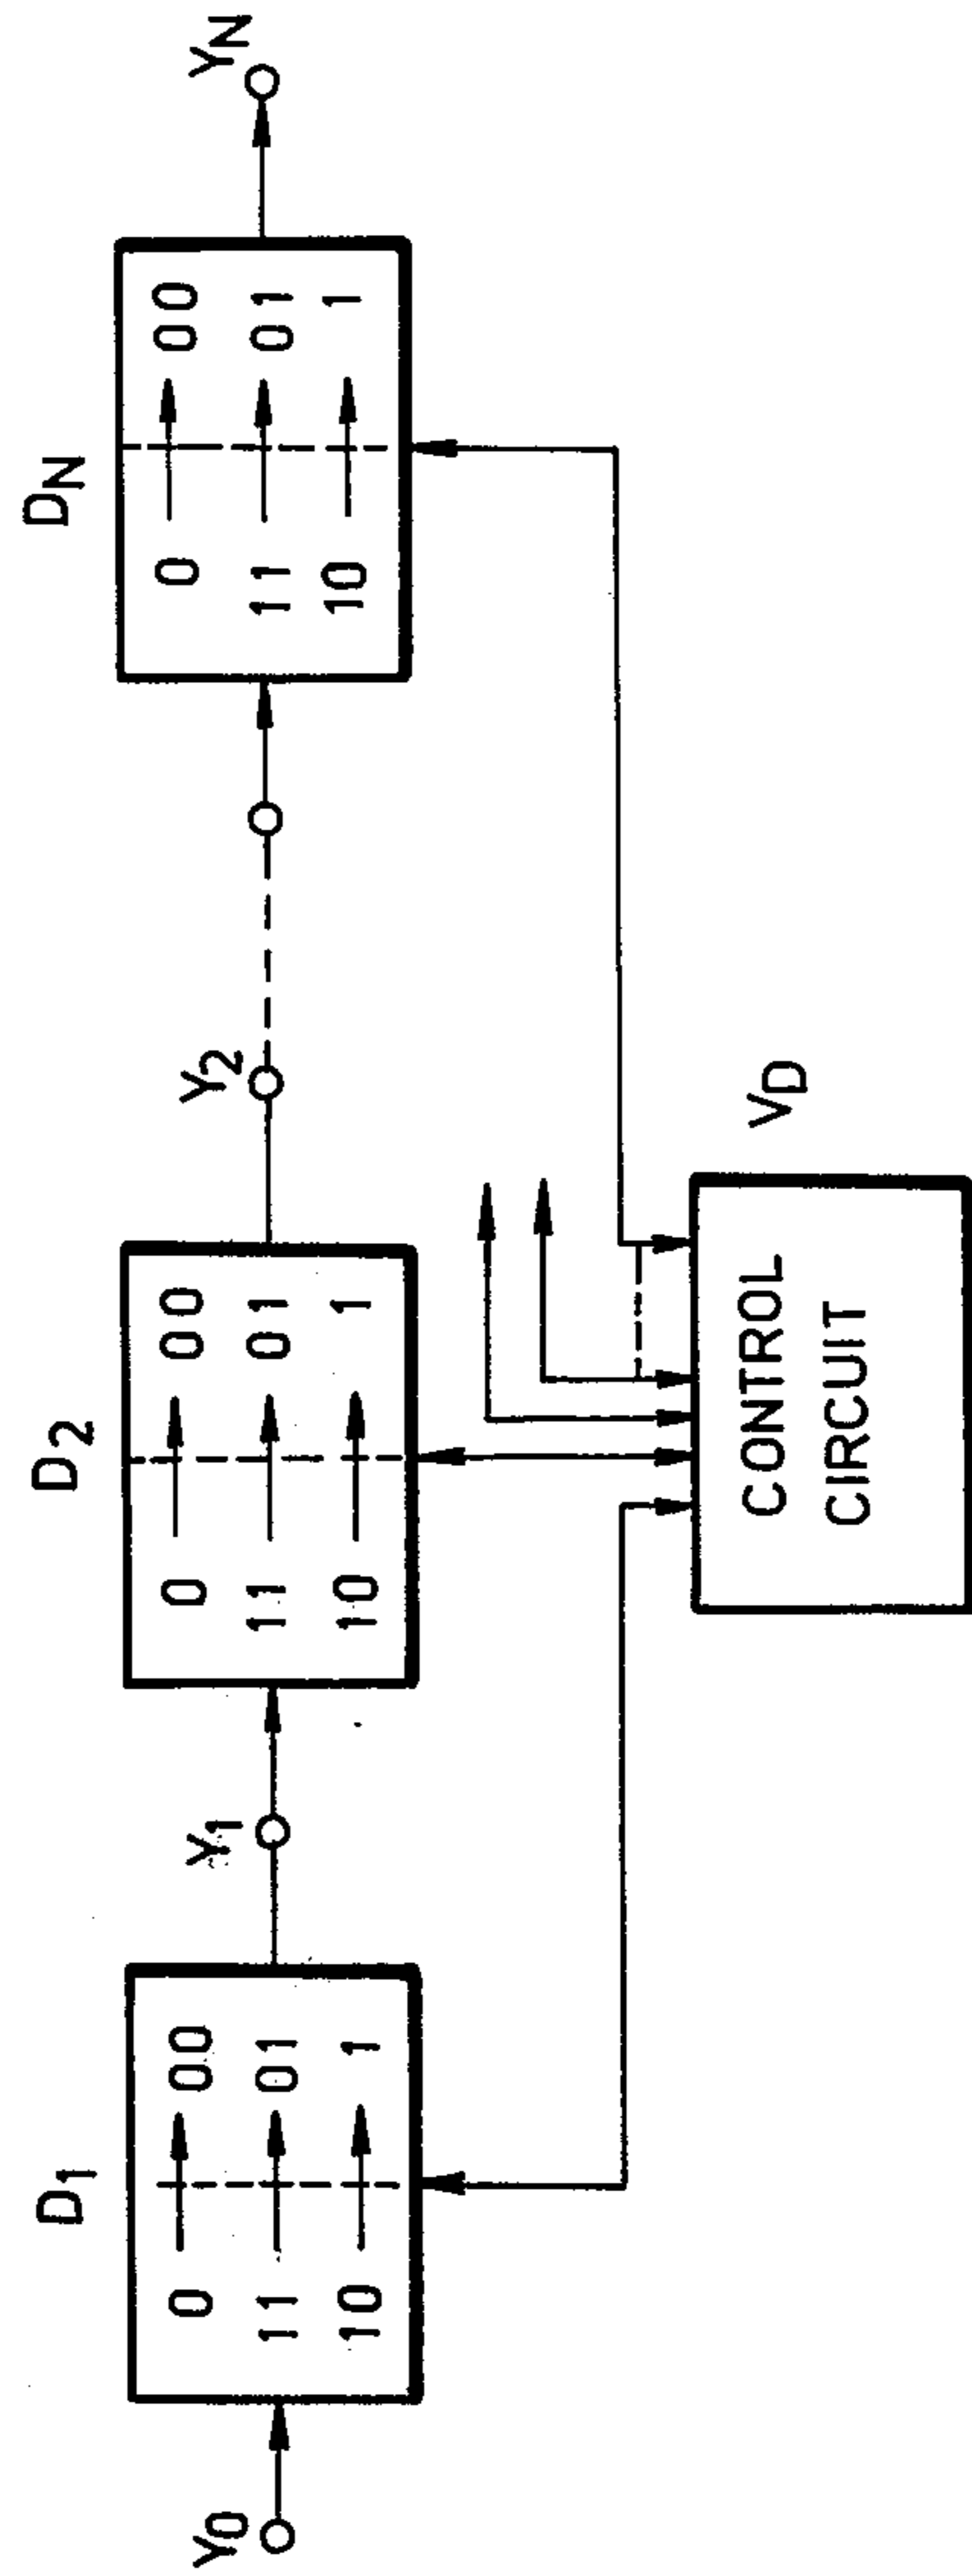 D1
D2
DN
Y0
Y1
Y2
YN
0 → 00
11 → 01
10 → 1
0 → 00
11 → 01
10 → 1
0 → 00
11 → 01
10 → 1
CONTROL
CIRCUIT
VD